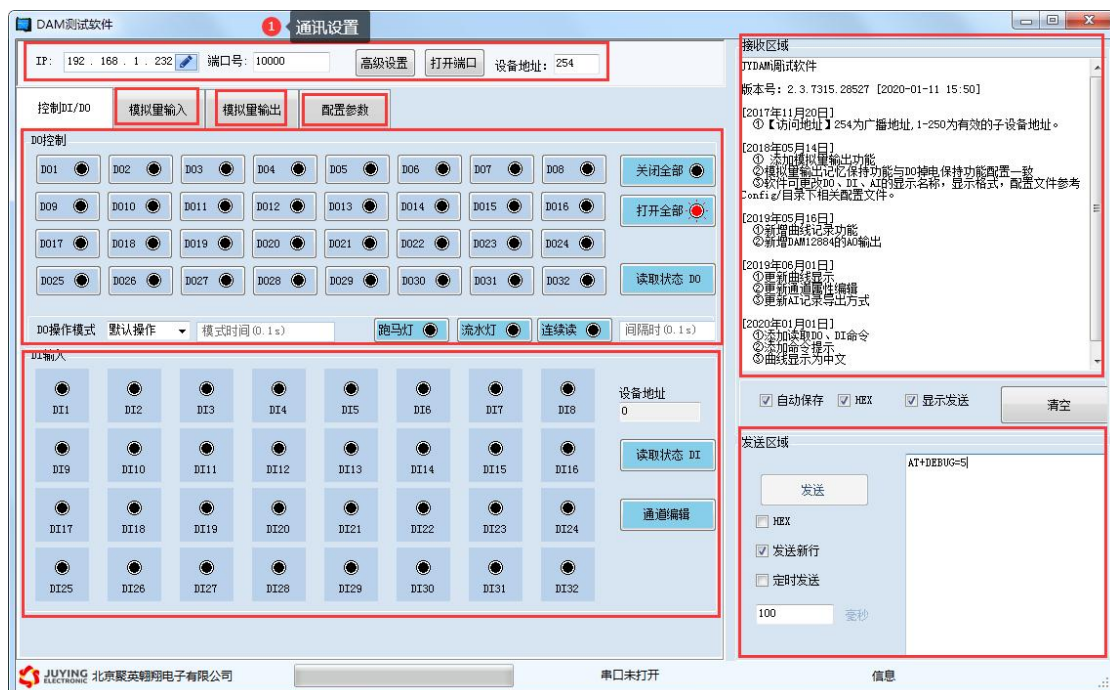 DAM测试软件
1 通讯设置
IP: 192 . 168 . 1 . 232 端口号: 10000 高级设置 打开端口 设备地址: 254
控制DI/DO 模拟量输入 模拟量输出 配置参数
DO控制
DO1 DO2 DO3 DO4 DO5 DO6 DO7 DO8 关闭全部
DO9 DO10 DO11 DO12 DO13 DO14 DO15 DO16 打开全部
DO17 DO18 DO19 DO20 DO21 DO22 DO23 DO24
DO25 DO26 DO27 DO28 DO29 DO30 DO31 DO32 读取状态 DO
DO操作模式 默认操作 模式时间(0.1s) 跑马灯 流水灯 连续读 间隔时(0.1s)
DI输入
DI1 DI2 DI3 DI4 DI5 DI6 DI7 DI8
设备地址
0
DI9 DI10 DI11 DI12 DI13 DI14 DI15 DI16 读取状态 DI
DI17 DI18 DI19 DI20 DI21 DI22 DI23 DI24 通道编辑
DI25 DI26 DI27 DI28 DI29 DI30 DI31 DI32
接收区域
JYDAM调试软件
版本号: 2.3.7315.28527 [2020-01-11 15:50]
[2017年11月20日]
①【访问地址】254为广播地址,1-250为有效的子设备地址。
[2018年05月14日]
① 添加模拟量输出功能
②模拟量输出记忆保持功能与DO掉电保持功能配置一致
③软件可更改DO、DI、AI的显示名称，显示格式，配置文件参考
Config/目录下相关配置文件。
[2019年05月16日]
①新增曲线记录功能
②新增DAM12884的AO输出
[2019年06月01日]
①更新曲线显示
②更新通道属性编辑
③更新AI记录导出方式
[2020年01月01日]
①添加读取DO、DI命令
②添加命令提示
③曲线显示为中文
自动保存 HEX 显示发送 清空
发送区域
AT+DEBUG=5
发送
HEX
发送新行
定时发送
100 毫秒
JUYING ELECTRONIC 北京聚英翱翔电子有限公司 串口未打开 信息